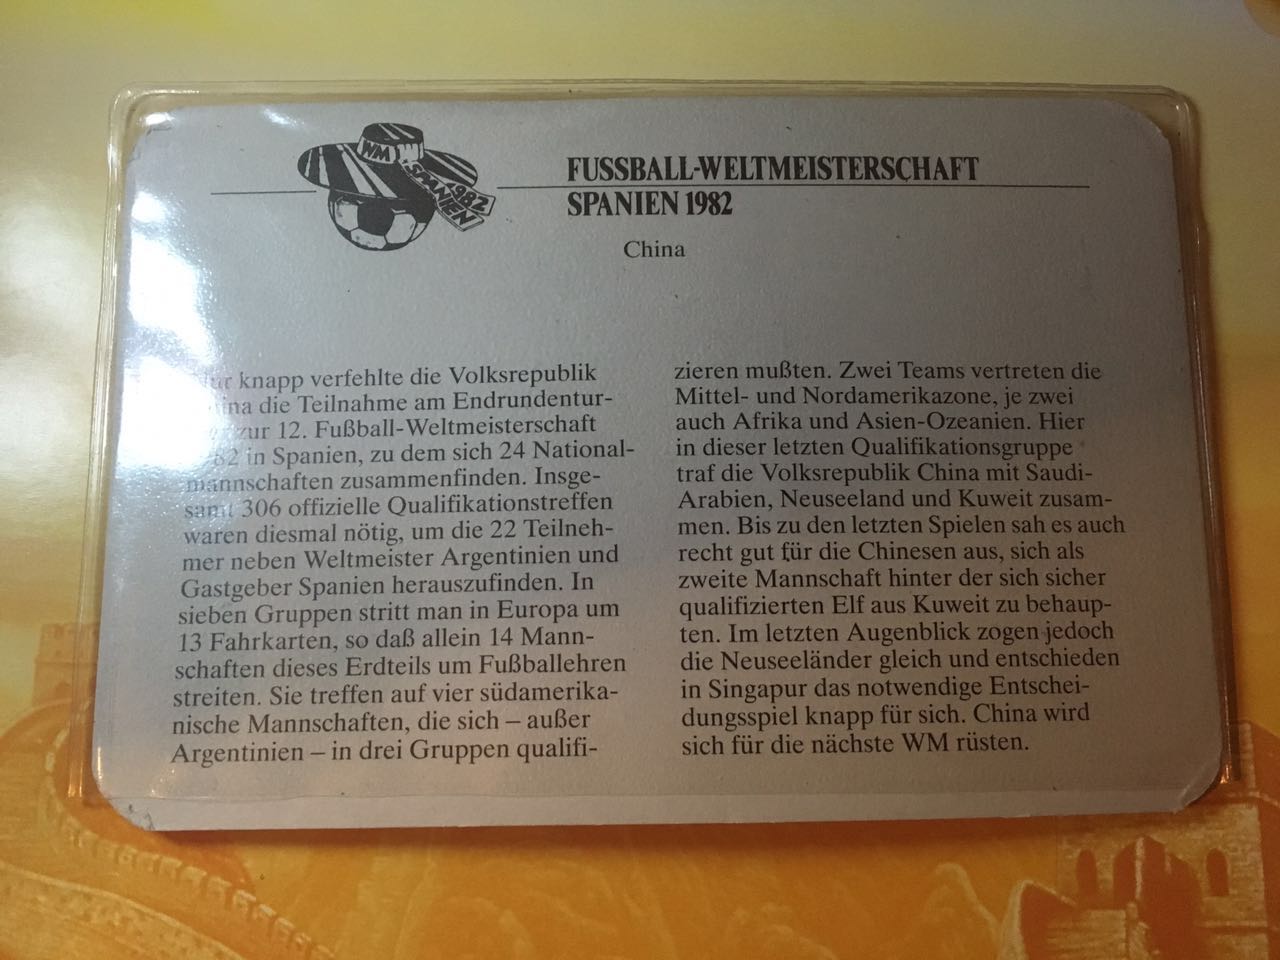 WM
SPANIEN
1982
FUSSBALL-WELTMEISTERSCHAFT
SPANIEN 1982
China
knapp verfehlte die Volksrepublik
die Teilnahme am Endrundentur-
zur 12. Fußball-Weltmeisterschaft
in Spanien, zu dem sich 24 National-
mannschaften zusammenfinden. Insge-
samt 306 offizielle Qualifikationstreffen
waren diesmal nötig, um die 22 Teilneh-
mer neben Weltmeister Argentinien und
Gastgeber Spanien herauszufinden. In
sieben Gruppen stritt man in Europa um
13 Fahrkarten, so daß allein 14 Mann-
schaften dieses Erdteils um Fußballehren
streiten. Sie treffen auf vier südamerika-
nische Mannschaften, die sich – außer
Argentinien – in drei Gruppen qualifi-
zieren mußten. Zwei Teams vertreten die
Mittel- und Nordamerikazone, je zwei
auch Afrika und Asien-Ozeanien. Hier
in dieser letzten Qualifikationsgruppe
traf die Volksrepublik China mit Saudi-
Arabien, Neuseeland und Kuweit zusam-
men. Bis zu den letzten Spielen sah es auch
recht gut für die Chinesen aus, sich als
zweite Mannschaft hinter der sich sicher
qualifizierten Elf aus Kuweit zu behaup-
ten. Im letzten Augenblick zogen jedoch
die Neuseeländer gleich und entschieden
in Singapur das notwendige Entschei-
dungsspiel knapp für sich. China wird
sich für die nächste WM rüsten.